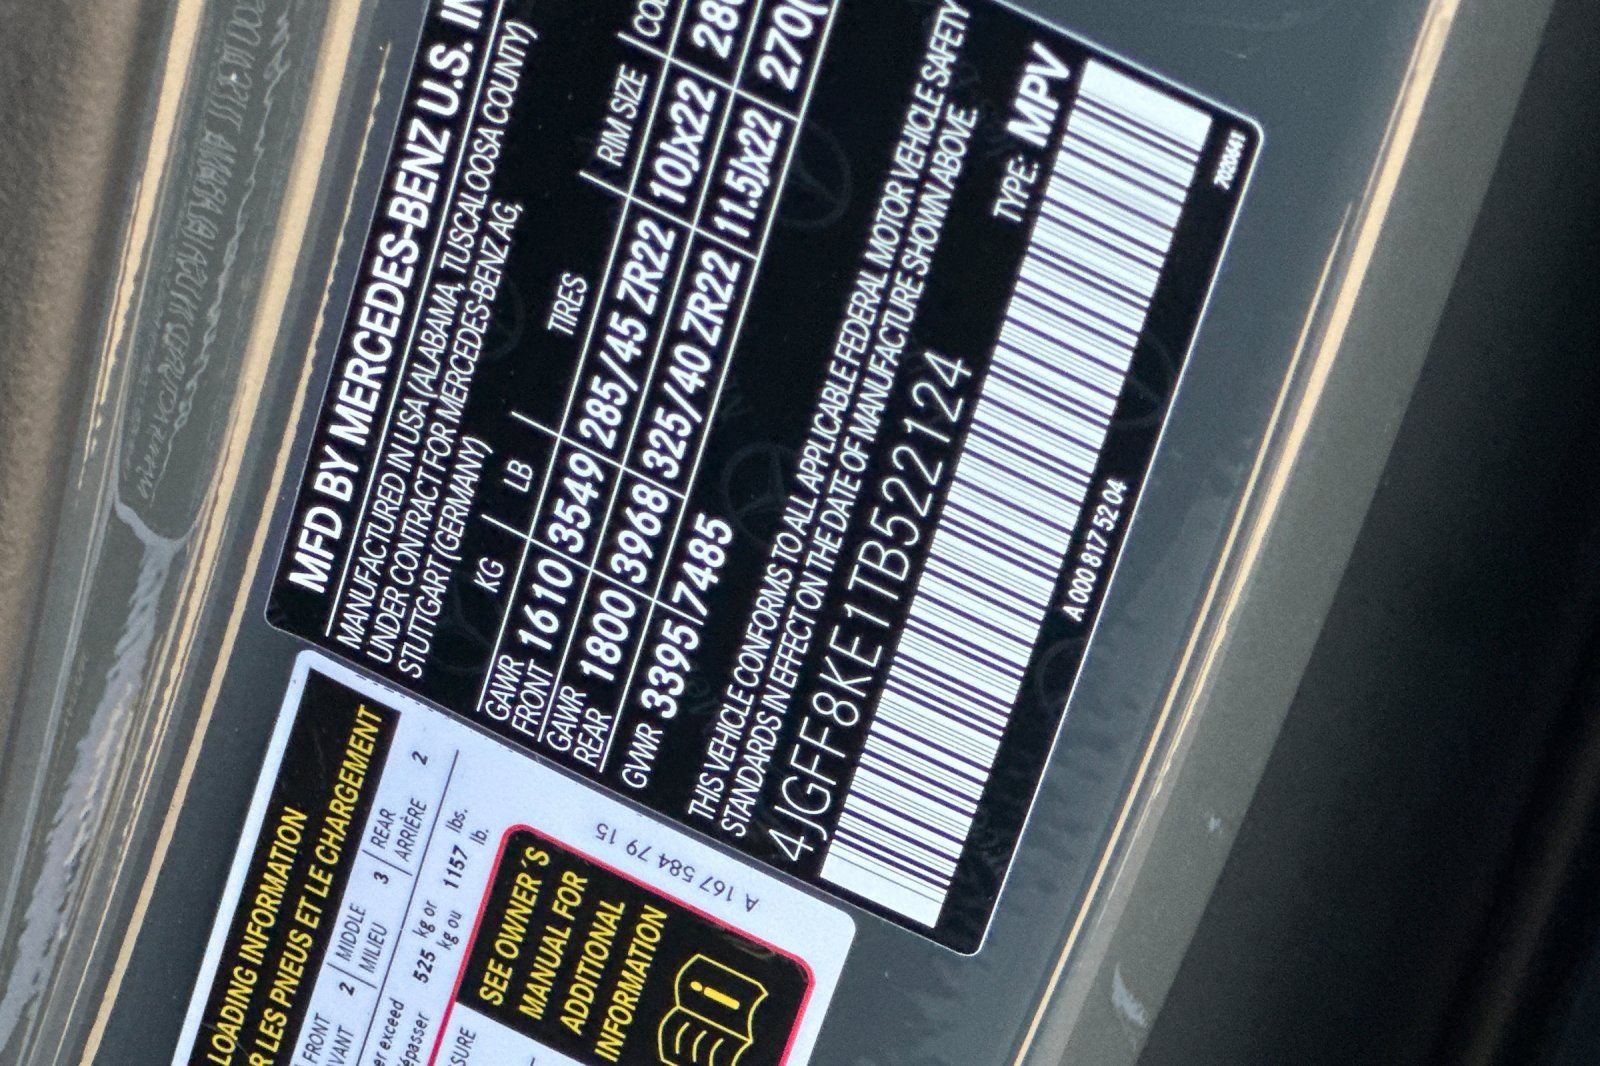 MFD BY MERCEDES-BENZ U.S.
MANUFACTURED IN USA (ALABAMA, TUSCALOOSA COUNTY)
UNDER CONTRACT FOR MERCEDES-BENZ AG,
STUTTGART (GERMANY)
KG LB TIRES RIM SIZE
GAWR FRONT 1610 3549 285/45 ZR22 10Jx22
GAWR REAR 1800 3968 325/40 ZR22 11.5Jx22
GVWR 3395 7485
THIS VEHICLE CONFORMS TO ALL APPLICABLE FEDERAL MOTOR VEHICLE SAFETY
STANDARDS IN EFFECT ON THE DATE OF MANUFACTURE SHOWN ABOVE.
4JGFF8KE1TB522124 TYPE: MPV
A 000 817 52 04
LOADING INFORMATION
LES PNEUS ET LE CHARGEMENT
FRONT 2 MIDDLE 3 REAR 2
MILIEU ARRIÈRE
exceed 525 kg or 1157 lbs.
kg ou lb.
SEE OWNER'S
MANUAL FOR
ADDITIONAL
INFORMATION
A 167 584 79 15